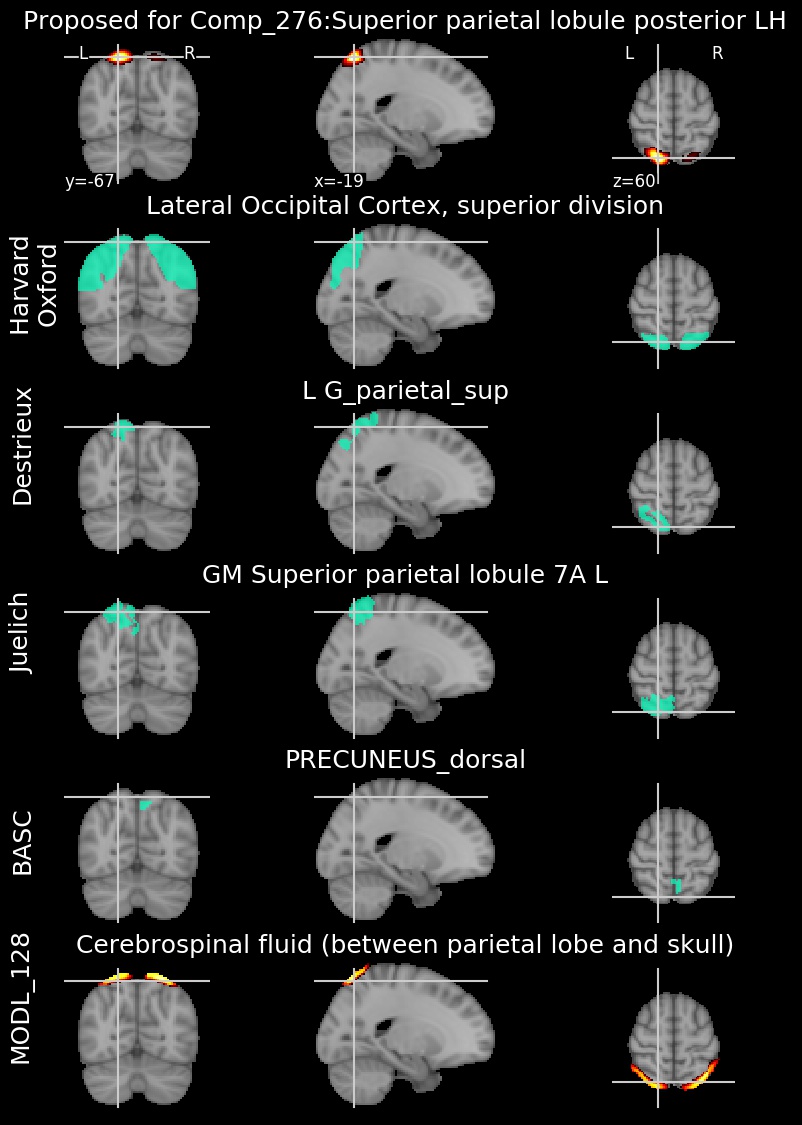 Proposed for Comp_276:Superior parietal lobule posterior LH
L R
L R
y=-67 x=-19 z=60
Lateral Occipital Cortex, superior division
Harvard
Oxford
L G_parietal_sup
Destrieux
GM Superior parietal lobule 7A L
Juelich
PRECUNEUS_dorsal
BASC
Cerebrospinal fluid (between parietal lobe and skull)
MODL_128